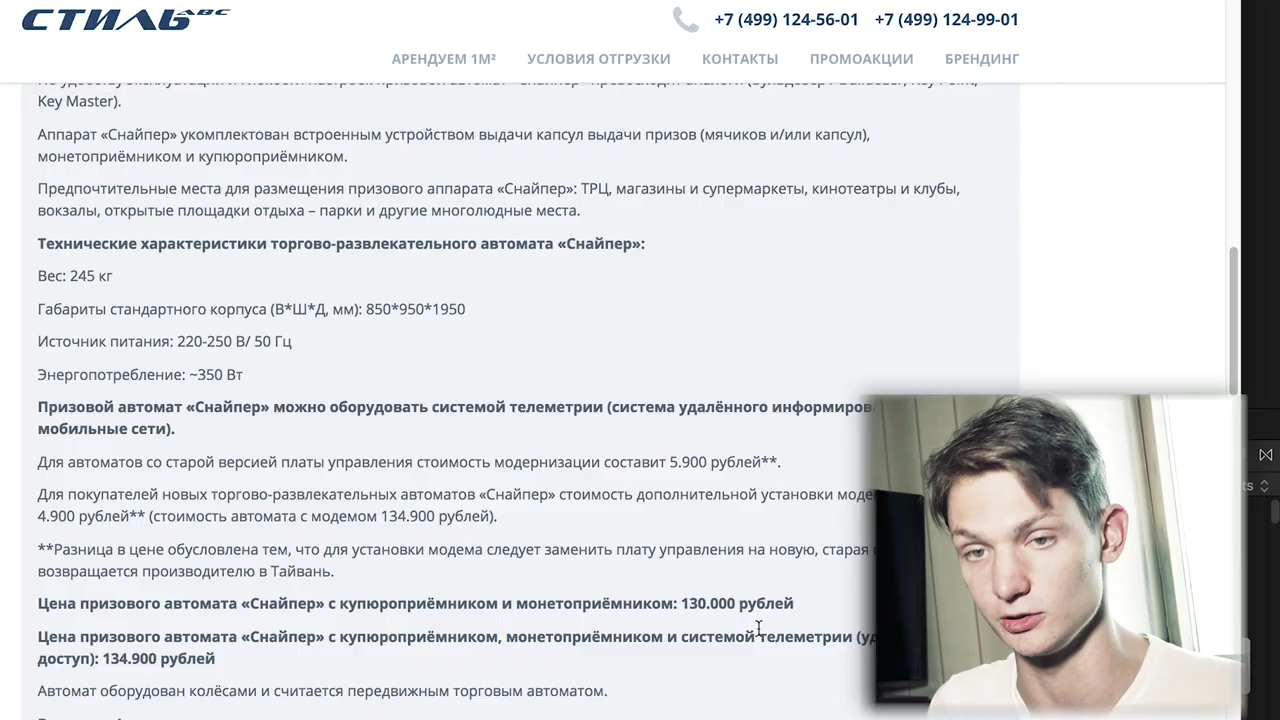 СТИЛЬ АВС
+7 (499) 124-56-01 +7 (499) 124-99-01
АРЕНДУЕМ 1М² УСЛОВИЯ ОТГРУЗКИ КОНТАКТЫ ПРОМОАКЦИИ БРЕНДИНГ
Key Master).
Аппарат «Снайпер» укомплектован встроенным устройством выдачи капсул выдачи призов (мячиков и/или капсул),
монетоприёмником и купюроприёмником.
Предпочтительные места для размещения призового аппарата «Снайпер»: ТРЦ, магазины и супермаркеты, кинотеатры и клубы,
вокзалы, открытые площадки отдыха – парки и другие многолюдные места.
Технические характеристики торгово-развлекательного автомата «Снайпер»:
Вес: 245 кг
Габариты стандартного корпуса (В*Ш*Д, мм): 850*950*1950
Источник питания: 220-250 В/ 50 Гц
Энергопотребление: ~350 Вт
Призовой автомат «Снайпер» можно оборудовать системой телеметрии (система удалённого информиров
мобильные сети).
Для автоматов со старой версией платы управления стоимость модернизации составит 5.900 рублей**.
Для покупателей новых торгово-развлекательных автоматов «Снайпер» стоимость дополнительной установки моде
4.900 рублей** (стоимость автомата с модемом 134.900 рублей).
**Разница в цене обусловлена тем, что для установки модема следует заменить плату управления на новую, старая
возвращается производителю в Тайвань.
Цена призового автомата «Снайпер» с купюроприёмником и монетоприёмником: 130.000 рублей
Цена призового автомата «Снайпер» с купюроприёмником, монетоприёмником и системой телеметрии (уд
доступ): 134.900 рублей
Автомат оборудован колёсами и считается передвижным торговым автоматом.
ts